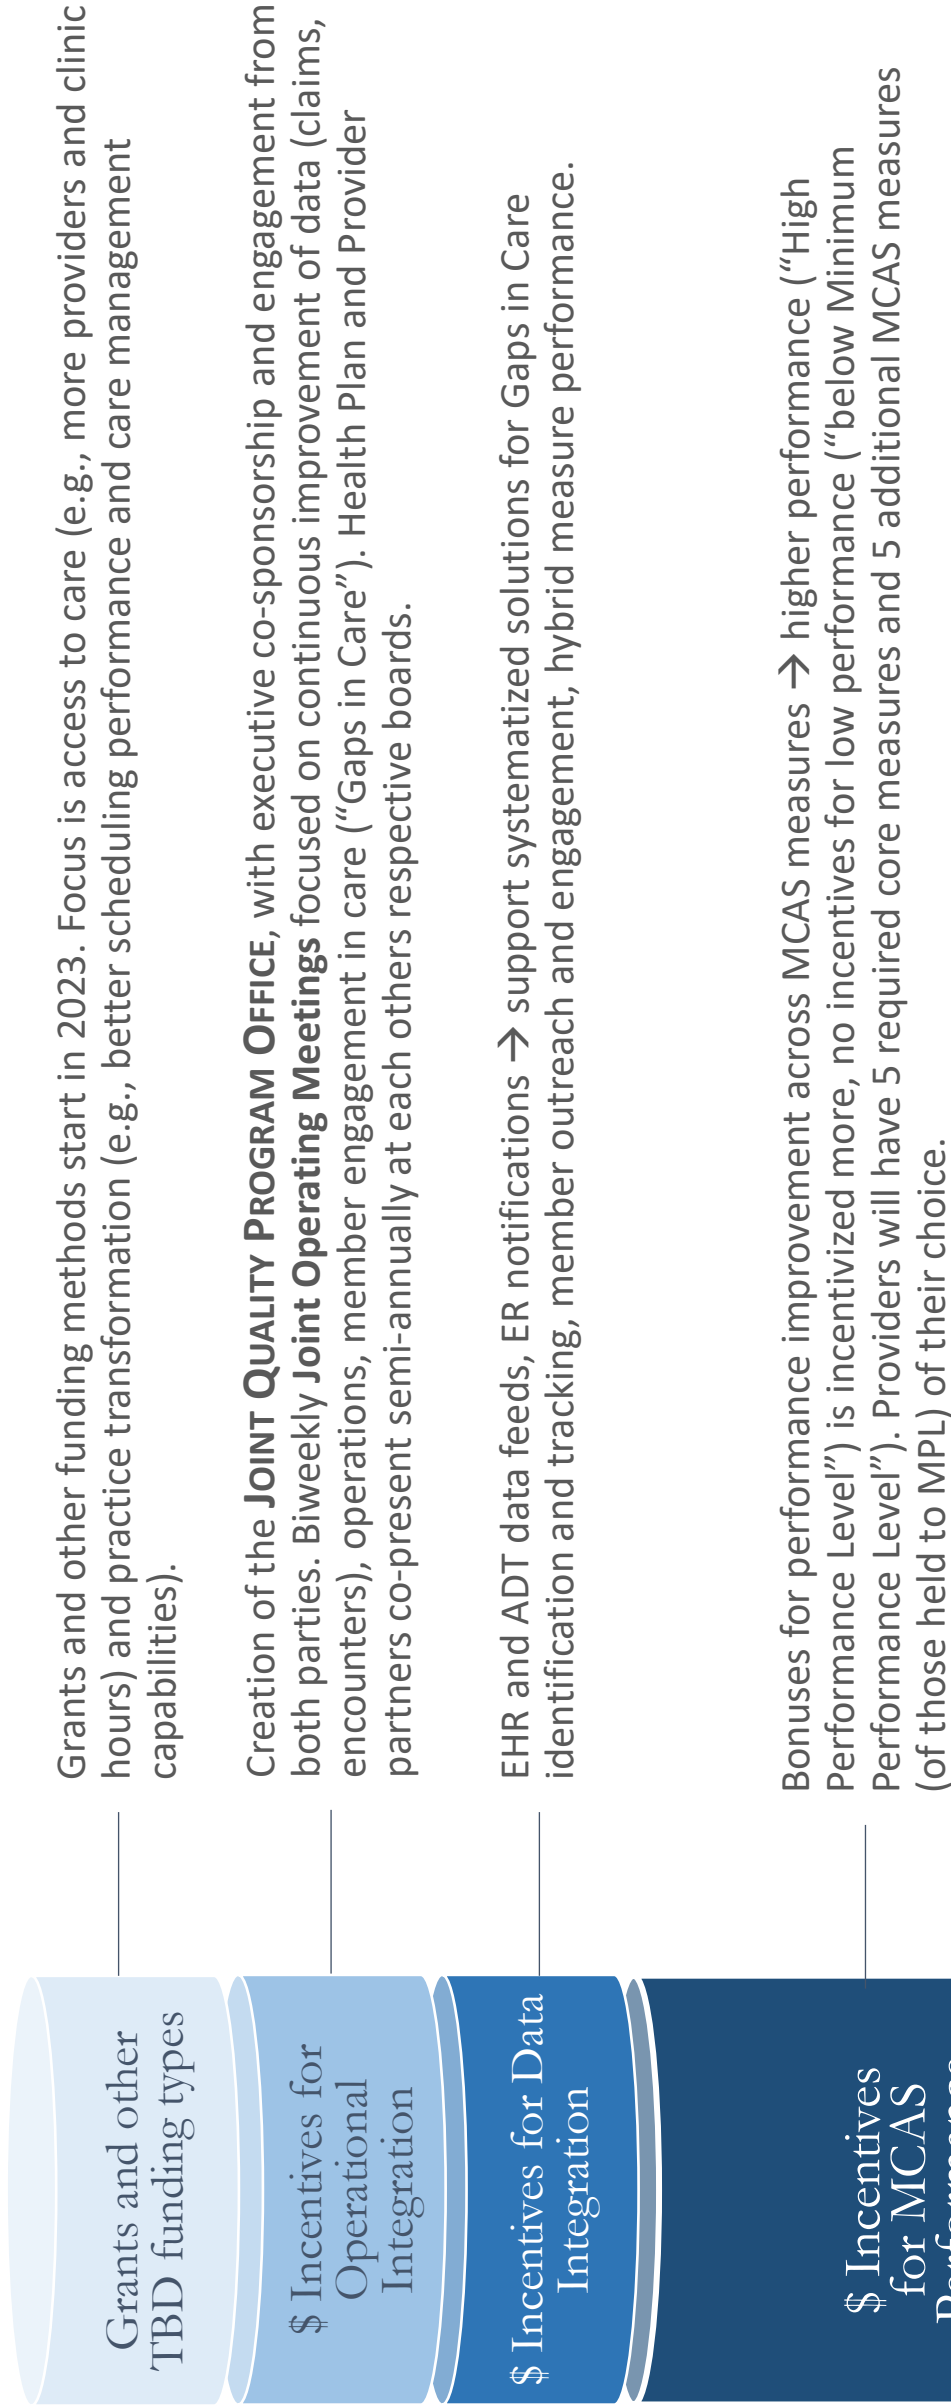 Grants and other
TBD funding types
Grants and other funding methods start in 2023. Focus is access to care (e.g., more providers and clinic
hours) and practice transformation (e.g., better scheduling performance and care management
capabilities).
$ Incentives for
Operational
Integration
Creation of the JOINT QUALITY PROGRAM OFFICE, with executive co-sponsorship and engagement from
both parties. Biweekly Joint Operating Meetings focused on continuous improvement of data (claims,
encounters), operations, member engagement in care (“Gaps in Care”). Health Plan and Provider
partners co-present semi-annually at each others respective boards.
$ Incentives for Data
Integration
EHR and ADT data feeds, ER notifications → support systematized solutions for Gaps in Care
identification and tracking, member outreach and engagement, hybrid measure performance.
$ Incentives
for MCAS
Bonuses for performance improvement across MCAS measures → higher performance (“High
Performance Level”) is incentivized more, no incentives for low performance (“below Minimum
Performance Level”). Providers will have 5 required core measures and 5 additional MCAS measures
(of those held to MPL) of their choice.